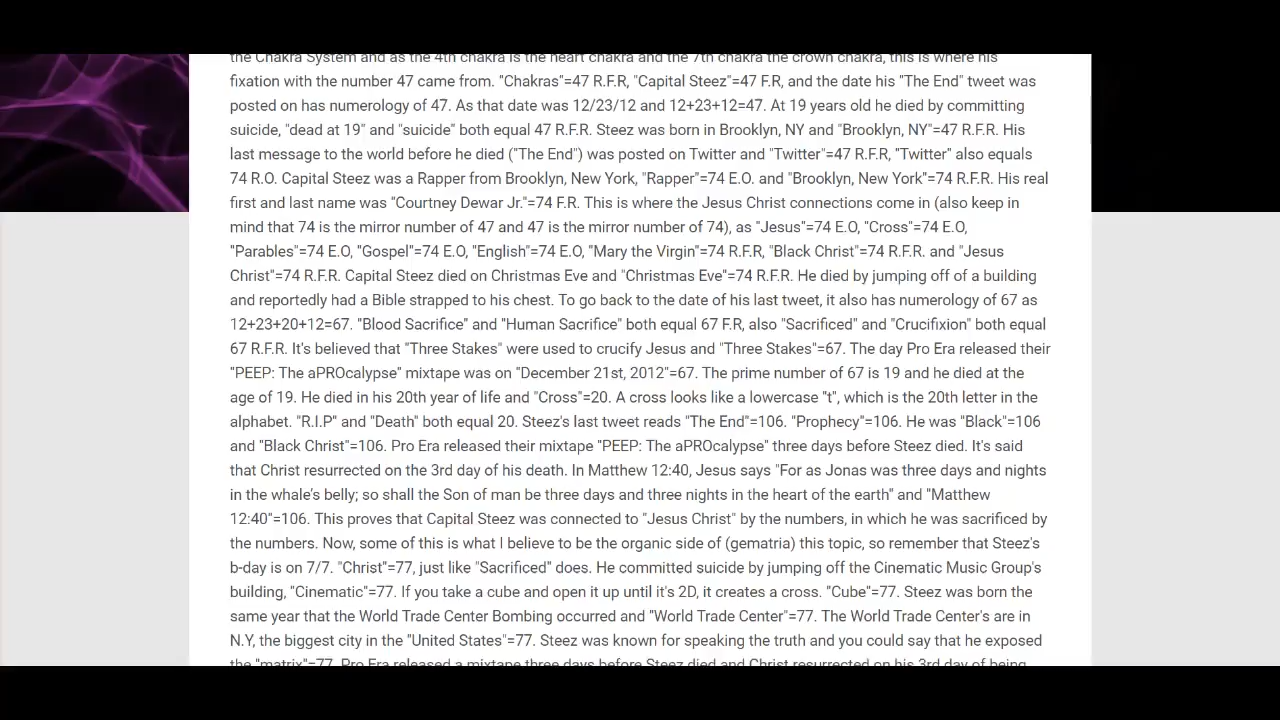 the Chakra System and as the 4th chakra is the heart chakra and the 7th chakra the crown chakra, this is where his
fixation with the number 47 came from. "Chakras"=47 R.F.R, "Capital Steez"=47 F.R, and the date his "The End" tweet was
posted on has numerology of 47. As that date was 12/23/12 and 12+23+12=47. At 19 years old he died by committing
suicide, "dead at 19" and "suicide" both equal 47 R.F.R. Steez was born in Brooklyn, NY and "Brooklyn, NY"=47 R.F.R. His
last message to the world before he died ("The End") was posted on Twitter and "Twitter"=47 R.F.R, "Twitter" also equals
74 R.O. Capital Steez was a Rapper from Brooklyn, New York, "Rapper"=74 E.O. and "Brooklyn, New York"=74 R.F.R. His real
first and last name was "Courtney Dewar Jr."=74 F.R. This is where the Jesus Christ connections come in (also keep in
mind that 74 is the mirror number of 47 and 47 is the mirror number of 74), as "Jesus"=74 E.O, "Cross"=74 E.O,
"Parables"=74 E.O, "Gospel"=74 E.O, "English"=74 E.O, "Mary the Virgin"=74 R.F.R, "Black Christ"=74 R.F.R. and "Jesus
Christ"=74 R.F.R. Capital Steez died on Christmas Eve and "Christmas Eve"=74 R.F.R. He died by jumping off of a building
and reportedly had a Bible strapped to his chest. To go back to the date of his last tweet, it also has numerology of 67 as
12+23+20+12=67. "Blood Sacrifice" and "Human Sacrifice" both equal 67 F.R, also "Sacrificed" and "Crucifixion" both equal
67 R.F.R. It's believed that "Three Stakes" were used to crucify Jesus and "Three Stakes"=67. The day Pro Era released their
"PEEP: The aPROcalypse" mixtape was on "December 21st, 2012"=67. The prime number of 67 is 19 and he died at the
age of 19. He died in his 20th year of life and "Cross"=20. A cross looks like a lowercase "t", which is the 20th letter in the
alphabet. "R.I.P" and "Death" both equal 20. Steez's last tweet reads "The End"=106. "Prophecy"=106. He was "Black"=106
and "Black Christ"=106. Pro Era released their mixtape "PEEP: The aPROcalypse" three days before Steez died. It's said
that Christ resurrected on the 3rd day of his death. In Matthew 12:40, Jesus says "For as Jonas was three days and nights
in the whale's belly; so shall the Son of man be three days and three nights in the heart of the earth" and "Matthew
12:40"=106. This proves that Capital Steez was connected to "Jesus Christ" by the numbers, in which he was sacrificed by
the numbers. Now, some of this is what I believe to be the organic side of (gematria) this topic, so remember that Steez's
b-day is on 7/7. "Christ"=77, just like "Sacrificed" does. He committed suicide by jumping off the Cinematic Music Group's
building, "Cinematic"=77. If you take a cube and open it up until it's 2D, it creates a cross. "Cube"=77. Steez was born the
same year that the World Trade Center Bombing occurred and "World Trade Center"=77. The World Trade Center's are in
N.Y, the biggest city in the "United States"=77. Steez was known for speaking the truth and you could say that he exposed
the "matrix"=77. Pro Era released a mixtape three days before Steez died and Christ resurrected on his 3rd day of being